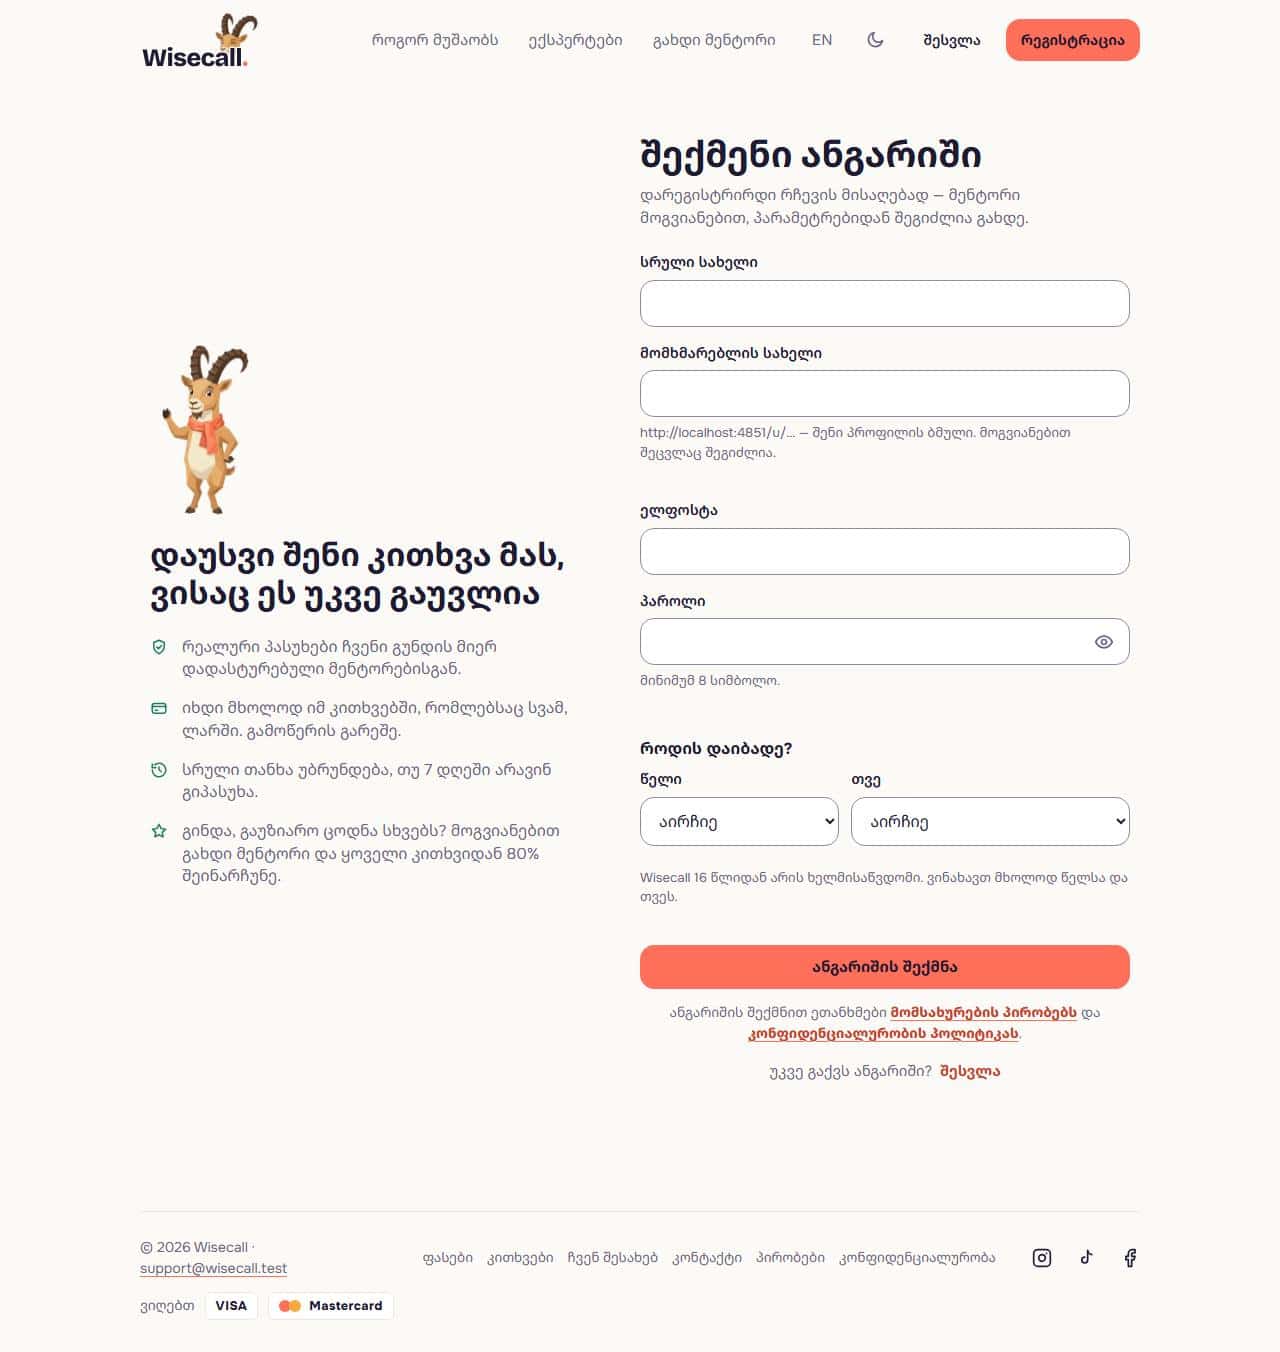 Wisecall.
როგორ მუშაობს
ექსპერტები
გახდი მენტორი
EN
შესვლა
რეგისტრაცია
შექმენი ანგარიში
დარეგისტრირდი რჩევის მისაღებად — მენტორი
მოგვიანებით, პარამეტრებიდან შეგიძლია გახდე.
სრული სახელი
მომხმარებლის სახელი
http://localhost:4851/u/... — შენი პროფილის ბმული. მოგვიანებით
შეცვლაც შეგიძლია.
ელფოსტა
პაროლი
მინიმუმ 8 სიმბოლო.
როდის დაიბადე?
წელი
თვე
აირჩიე
აირჩიე
Wisecall 16 წლიდან არის ხელმისაწვდომი. ვინახავთ მხოლოდ წელსა და
თვეს.
ანგარიშის შექმნა
ანგარიშის შექმნით ეთანხმები მომსახურების პირობებს და
კონფიდენციალურობის პოლიტიკას.
უკვე გაქვს ანგარიში? შესვლა
დაუსვი შენი კითხვა მას,
ვისაც ეს უკვე გაუვლია
რეალური პასუხები ჩვენი გუნდის მიერ
დადასტურებული მენტორებისგან.
იხდი მხოლოდ იმ კითხვებში, რომლებსაც სვამ,
ლარში. გამოწერის გარეშე.
სრული თანხა უბრუნდება, თუ 7 დღეში არავინ
გიპასუხა.
გინდა, გაუზიარო ცოდნა სხვებს? მოგვიანებით
გახდი მენტორი და ყოველი კითხვიდან 80%
შეინარჩუნე.
© 2026 Wisecall ·
support@wisecall.test
ფასები
კითხვები
ჩვენ შესახებ
კონტაქტი
პირობები
კონფიდენციალურობა
ვიღებთ
VISA
Mastercard